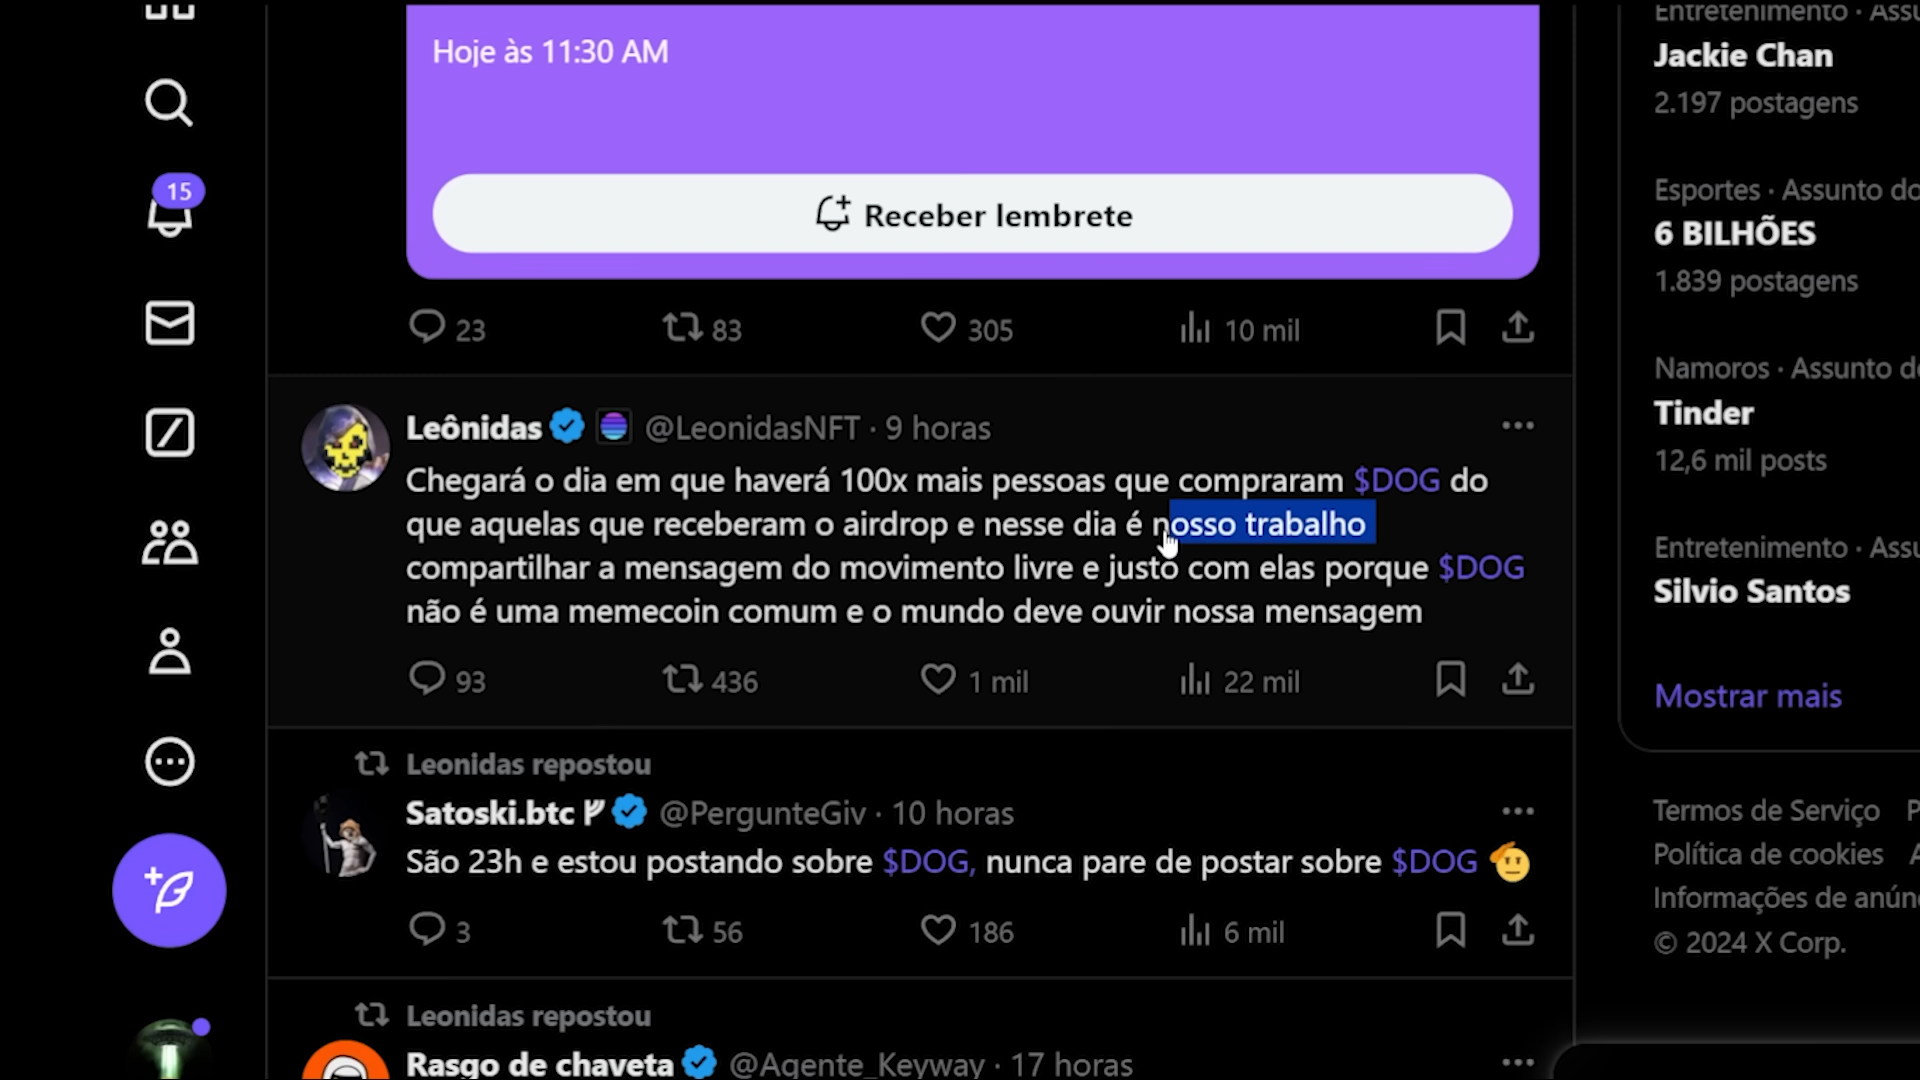 Hoje às 11:30 AM
Receber lembrete
23 83 305 10 mil
15
Leônidas @LeonidasNFT · 9 horas
Chegará o dia em que haverá 100x mais pessoas que compraram $DOG do
que aquelas que receberam o airdrop e nesse dia é nosso trabalho
compartilhar a mensagem do movimento livre e justo com elas porque $DOG
não é uma memecoin comum e o mundo deve ouvir nossa mensagem
93 436 1 mil 22 mil
Leonidas repostou
Satoski.btc @PergunteGiv · 10 horas
São 23h e estou postando sobre $DOG, nunca pare de postar sobre $DOG 🫡
3 56 186 6 mil
Leonidas repostou
Rasgo de chaveta @Agente_Keyway · 17 horas
Entretenimento ·
Jackie Chan
2.197 postagens
Esportes · Assunto
6 BILHÕES
1.839 postagens
Namoros · Assunto
Tinder
12,6 mil posts
Entretenimento ·
Silvio Santos
Mostrar mais
Termos de Serviço
Política de cookies
Informações de
© 2024 X Corp.